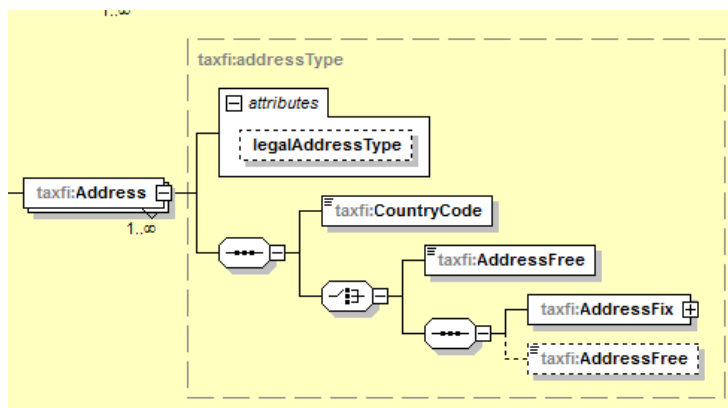 1..∞
taxfi:addressType
attributes
legalAddressType
taxfi:Address
1..∞
taxfi:CountryCode
taxfi:AddressFree
taxfi:AddressFix
taxfi:AddressFree